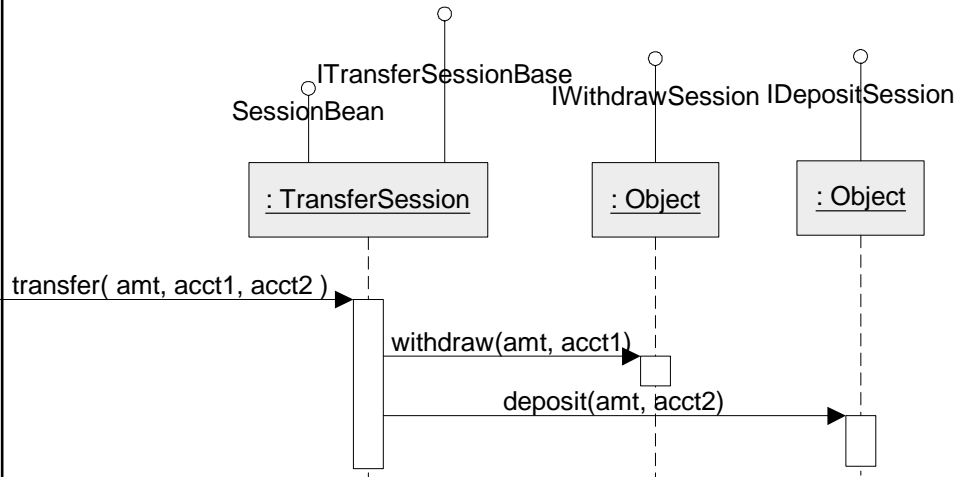 ITransferSessionBase
SessionBean
IWithdrawSession
IDepositSession
: TransferSession
: Object
: Object
transfer( amt, acct1, acct2 )
withdraw(amt, acct1)
deposit(amt, acct2)